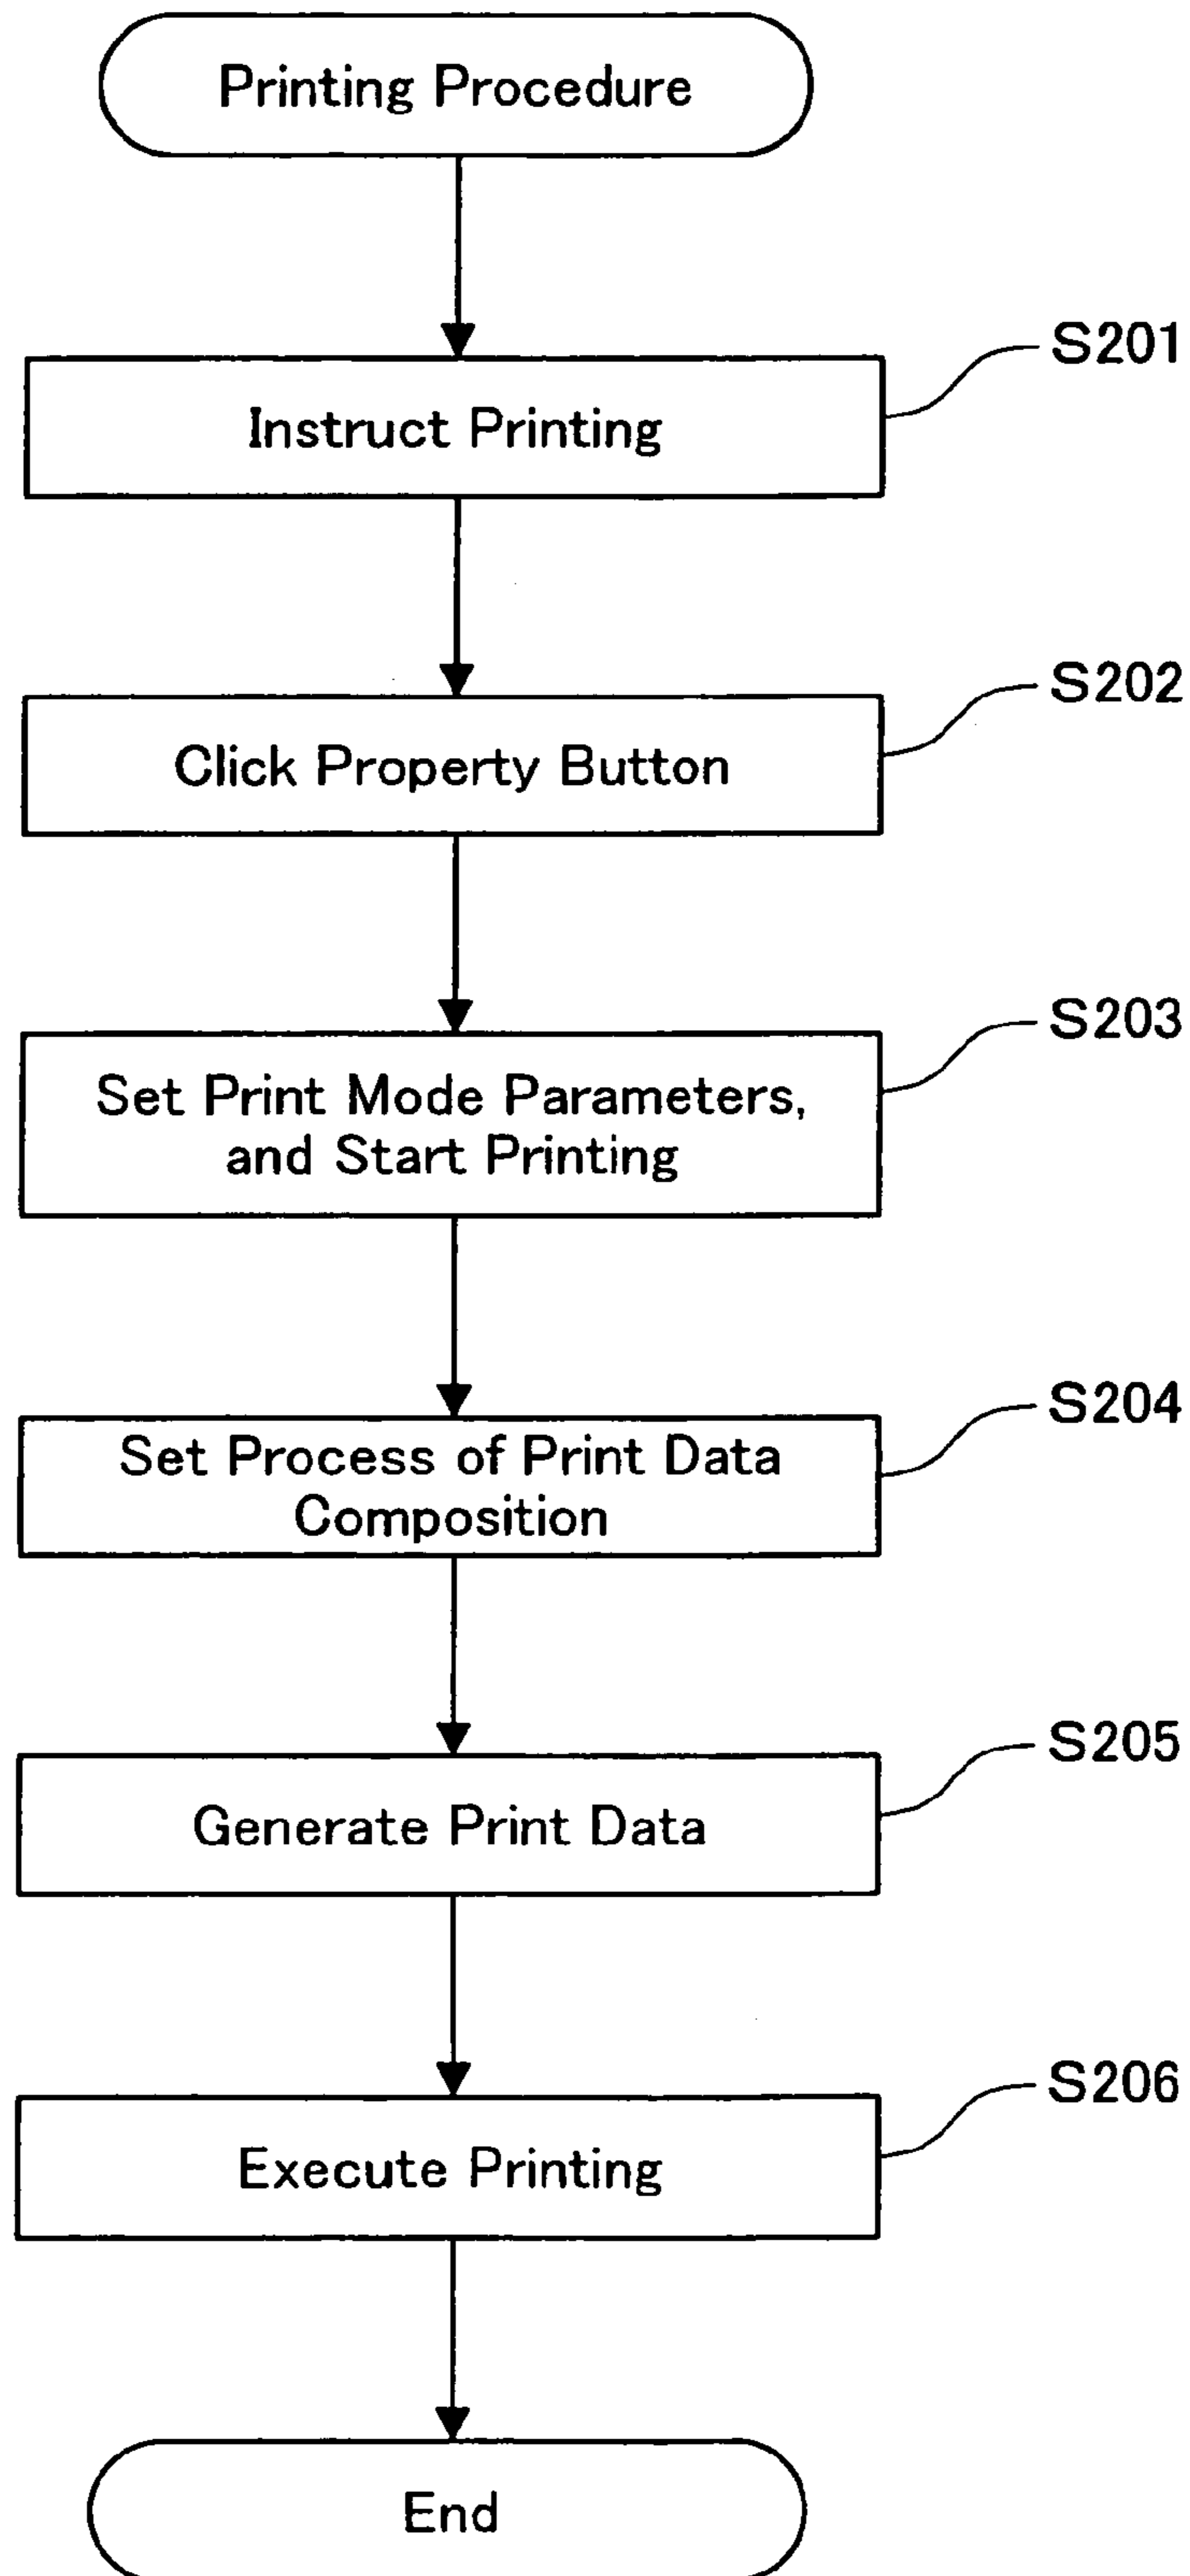 Printing Procedure
S201
Instruct Printing
S202
Click Property Button
S203
Set Print Mode Parameters,
and Start Printing
S204
Set Process of Print Data
Composition
S205
Generate Print Data
S206
Execute Printing
End